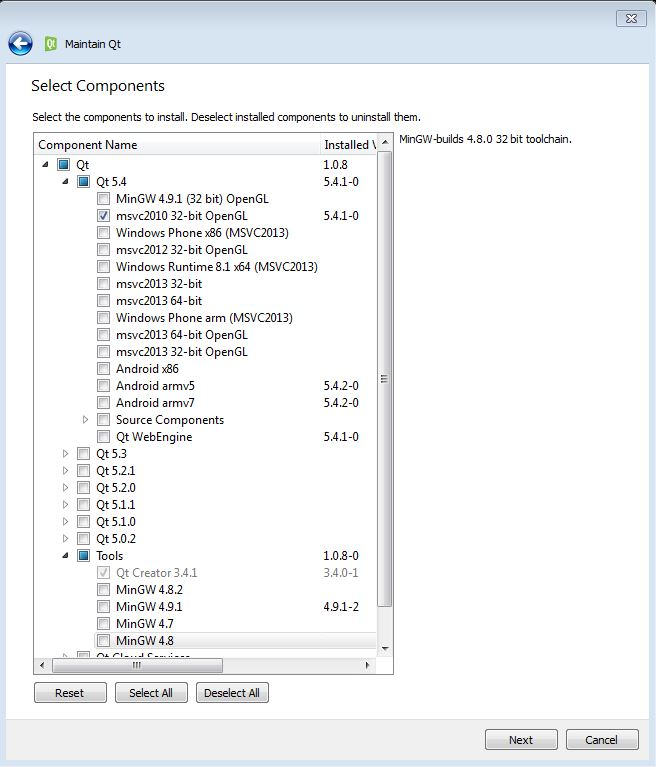 Qt Maintain Qt
Select Components
Select the components to install. Deselect installed components to uninstall them.
Component Name Installed V
MinGW-builds 4.8.0 32 bit toolchain.
Qt 1.0.8
Qt 5.4 5.4.1-0
MinGW 4.9.1 (32 bit) OpenGL
msvc2010 32-bit OpenGL 5.4.1-0
Windows Phone x86 (MSVC2013)
msvc2012 32-bit OpenGL
Windows Runtime 8.1 x64 (MSVC2013)
msvc2013 32-bit
msvc2013 64-bit
Windows Phone arm (MSVC2013)
msvc2013 64-bit OpenGL
msvc2013 32-bit OpenGL
Android x86
Android armv5 5.4.2-0
Android armv7 5.4.2-0
Source Components
Qt WebEngine 5.4.1-0
Qt 5.3
Qt 5.2.1
Qt 5.2.0
Qt 5.1.1
Qt 5.1.0
Qt 5.0.2
Tools 1.0.8-0
Qt Creator 3.4.1 3.4.0-1
MinGW 4.8.2
MinGW 4.9.1 4.9.1-2
MinGW 4.7
MinGW 4.8
Qt Cloud Services
Reset Select All Deselect All
Next Cancel